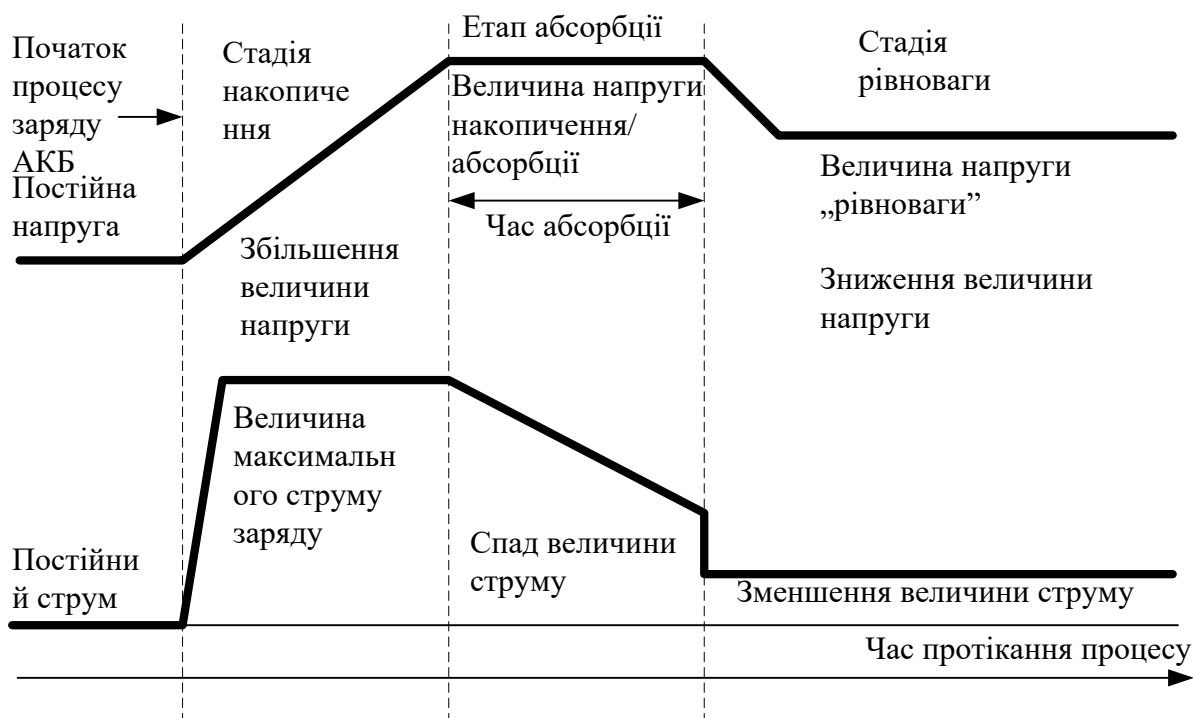 Початок
процесу
заряду
АКБ
Постійна
напруга
Стадія
накопиче
ння
Збільшення
величини
напруги
Етап абсорбції
Величина напруги
накопичення/
абсорбції
Час абсорбції
Стадія
рівноваги
Величина напруги
„рівноваги”
Зниження величини
напруги
Величина
максимальн
ого струму
заряду
Постійни
й струм
Спад величини
струму
Зменшення величини струму
Час протікання процесу